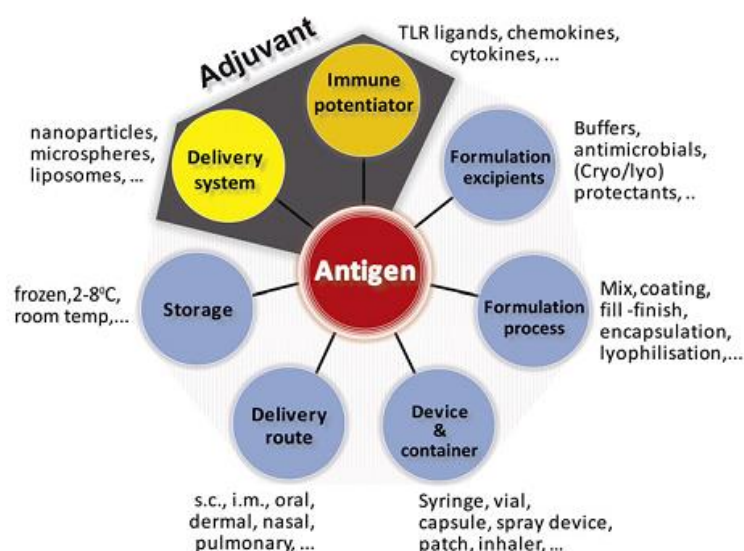 Adjuvant
TLR ligands, chemokines,
cytokines, ...
Immune
potentiator
nanoparticles,
microspheres,
liposomes, ...
Delivery
system
Formulation
excipients
Buffers,
antimicrobials,
(Cryo/lyo)
protectants, ..
Antigen
frozen,2-8⁰C,
room temp,...
Storage
Formulation
process
Mix, coating,
fill -finish,
encapsulation,
lyophilisation,...
Delivery
route
Device
&
container
s.c., i.m., oral,
dermal, nasal,
pulmonary, ...
Syringe, vial,
capsule, spray device,
patch, inhaler, ...